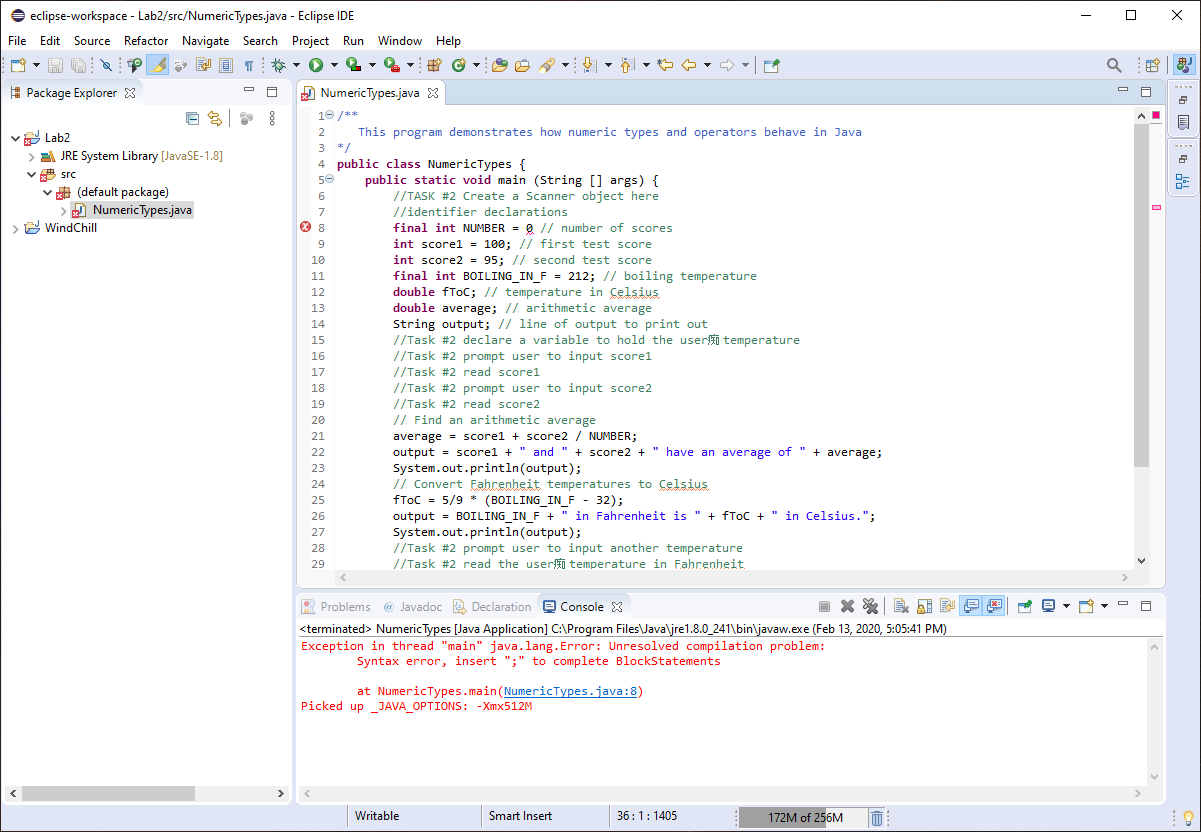 eclipse-workspace - Lab2/src/NumericTypes.java - Eclipse IDE
File Edit Source Refactor Navigate Search Project Run Window Help
Package Explorer
Lab2
JRE System Library [JavaSE-1.8]
src
(default package)
NumericTypes.java
WindChill
NumericTypes.java
1 /**
2 This program demonstrates how numeric types and operators behave in Java
3 */
4 public class NumericTypes {
5 public static void main (String [] args) {
6 //TASK #2 Create a Scanner object here
7 //identifier declarations
8 final int NUMBER = 0 // number of scores
9 int score1 = 100; // first test score
10 int score2 = 95; // second test score
11 final int BOILING_IN_F = 212; // boiling temperature
12 double fToC; // temperature in Celsius
13 double average; // arithmetic average
14 String output; // line of output to print out
15 //Task #2 declare a variable to hold the user痴 temperature
16 //Task #2 prompt user to input score1
17 //Task #2 read score1
18 //Task #2 prompt user to input score2
19 //Task #2 read score2
20 // Find an arithmetic average
21 average = score1 + score2 / NUMBER;
22 output = score1 + " and " + score2 + " have an average of " + average;
23 System.out.println(output);
24 // Convert Fahrenheit temperatures to Celsius
25 fToC = 5/9 * (BOILING_IN_F - 32);
26 output = BOILING_IN_F + " in Fahrenheit is " + fToC + " in Celsius.";
27 System.out.println(output);
28 //Task #2 prompt user to input another temperature
29 //Task #2 read the user痴 temperature in Fahrenheit
Problems @ Javadoc Declaration Console
<terminated> NumericTypes [Java Application] C:\Program Files\Java\jre1.8.0_241\bin\javaw.exe (Feb 13, 2020, 5:05:41 PM)
Exception in thread "main" java.lang.Error: Unresolved compilation problem:
Syntax error, insert ";" to complete BlockStatements
at NumericTypes.main(NumericTypes.java:8)
Picked up _JAVA_OPTIONS: -Xmx512M
Writable Smart Insert 36 : 1 : 1405 172M of 256M